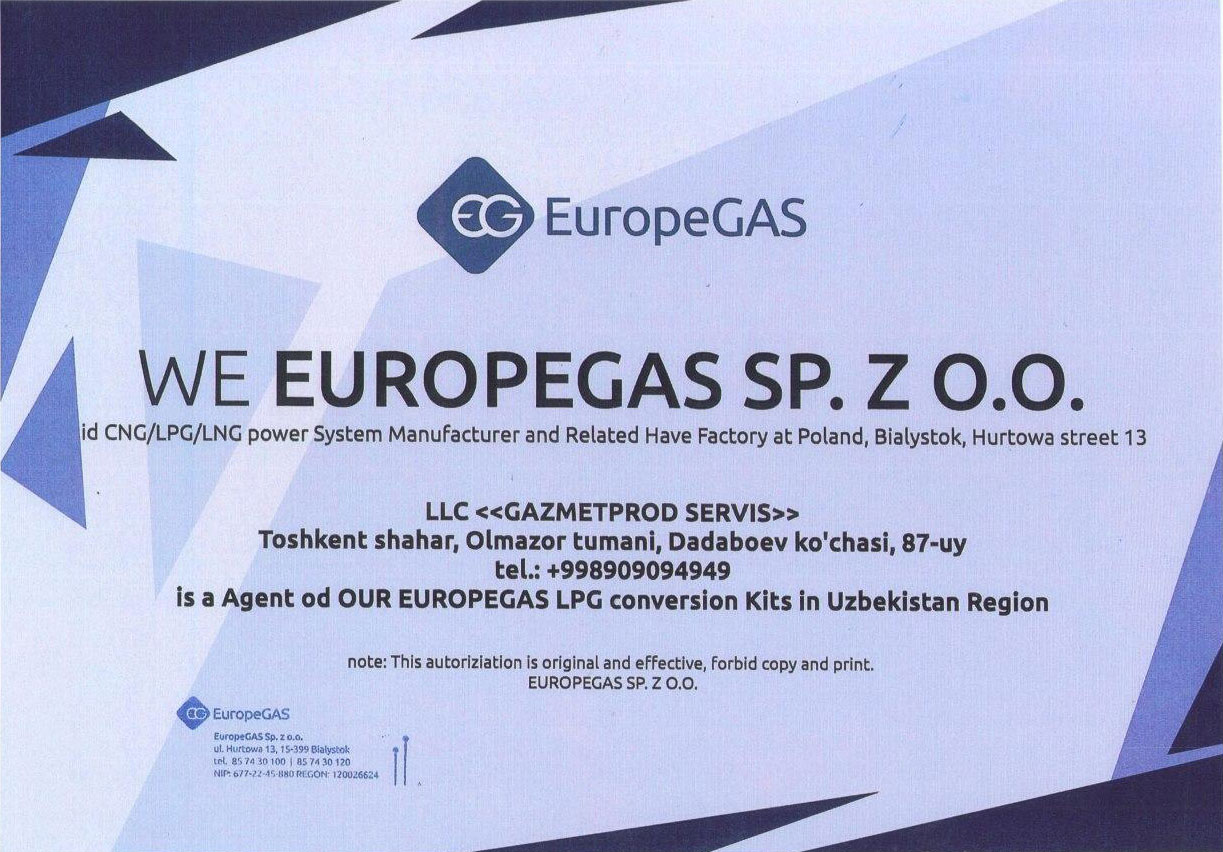 EG EuropeGAS
WE EUROPEGAS SP. Z O.O.
id CNG/LPG/LNG power System Manufacturer and Related Have Factory at Poland, Bialystok, Hurtowa street 13
LLC <<GAZMETPROD SERVIS>>
Toshkent shahar, Olmazor tumani, Dadaboev ko'chasi, 87-uy
tel.: +998909094949
is a Agent od OUR EUROPEGAS LPG conversion Kits in Uzbekistan Region
note: This autoriziation is original and effective, forbid copy and print.
EUROPEGAS SP. Z O.O.
EG EuropeGAS
EuropeGAS Sp. z o.o.
ul. Hurtowa 13, 15-399 Bialystok
tel. 85 74 30 100 | 85 74 30 120
NIP: 677-22-45-880 REGON: 120026624